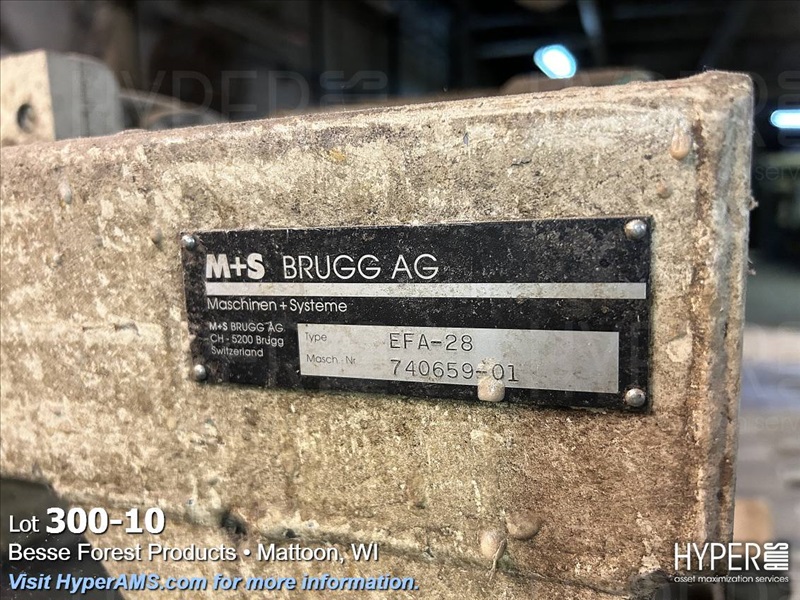 M+S BRUGG AG
Maschinen + Systeme
M+S BRUGG AG
CH - 5200 Brugg
Switzerland
Type EFA-28
Masch.-Nr. 740659-01
Lot 300-10
Besse Forest Products • Mattoon, WI
Visit HyperAMS.com for more information.
HYPER AMS
asset maximization services